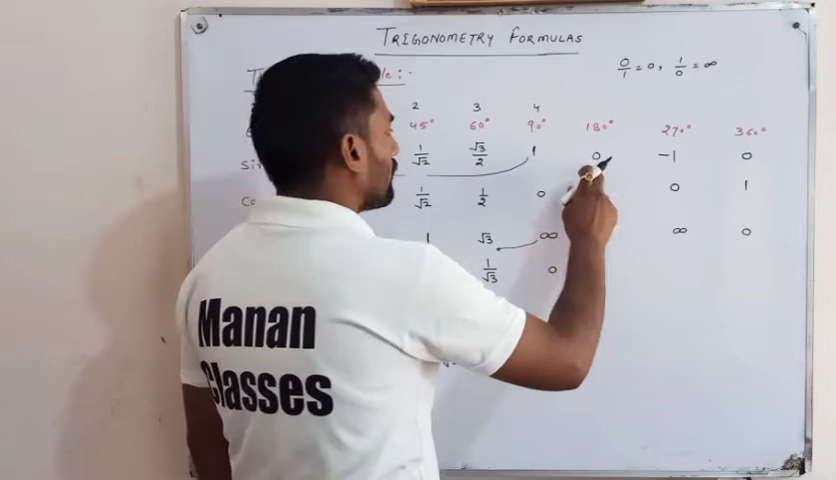 TRIGONOMETRY FORMULAS
0/1 = 0, 1/0 = ∞
2 3 4
45° 60° 90° 180° 270° 360°
1/√2 √3/2 1 0 -1 0
1/√2 1/2 0 0 1
1 √3 ∞ ∞ 0
1/√3 0
Manan
Classes